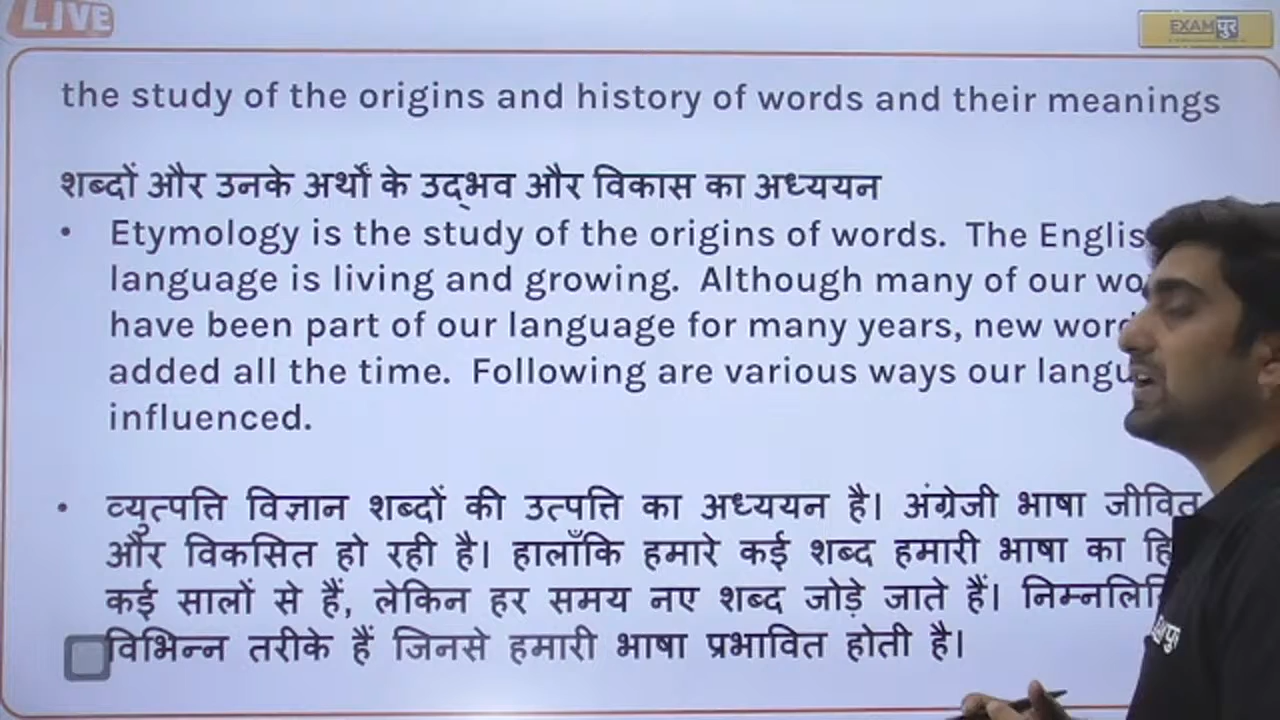 LIVE
EXAMपुर
the study of the origins and history of words and their meanings
शब्दों और उनके अर्थों के उद्भव और विकास का अध्ययन
• Etymology is the study of the origins of words. The Englis
language is living and growing. Although many of our wo
have been part of our language for many years, new word
added all the time. Following are various ways our langu
influenced.
• व्युत्पत्ति विज्ञान शब्दों की उत्पत्ति का अध्ययन है। अंग्रेजी भाषा जीवित
और विकसित हो रही है। हालाँकि हमारे कई शब्द हमारी भाषा का हि
कई सालों से हैं, लेकिन हर समय नए शब्द जोड़े जाते हैं। निम्नलि
विभिन्न तरीके हैं जिनसे हमारी भाषा प्रभावित होती है।